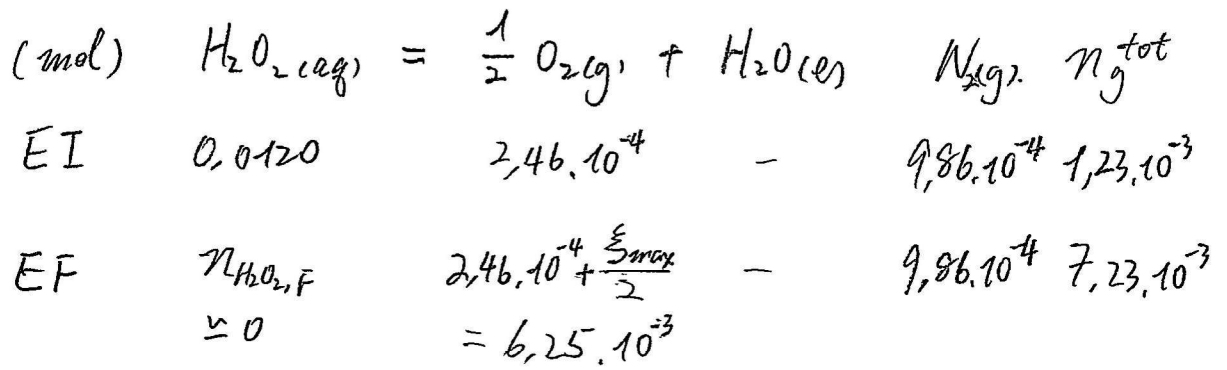 (mol) H₂O₂(aq) = 1/2 O₂(g) + H₂O(l) N₂(g). n_g^tot
EI 0,0120 2,46.10⁻⁴ – 9,86.10⁻⁴ 1,23.10⁻³
EF n_H₂O₂,F 2,46.10⁻⁴ + ξmax/2 – 9,86.10⁻⁴ 7,23.10⁻³
≃ 0 = 6,25.10⁻³